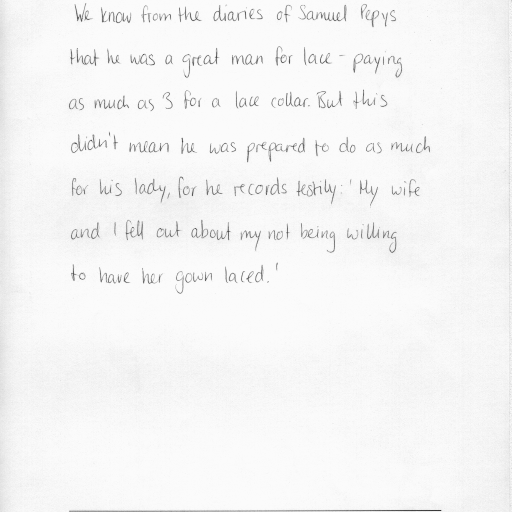 We know from the diaries of Samuel Pepys
that he was a great man for lace - paying
as much as 3 for a lace collar. But this
didn't mean he was prepared to do as much
for his lady, for he records testily: 'My wife
and I fell out about my not being willing
to have her gown laced.'